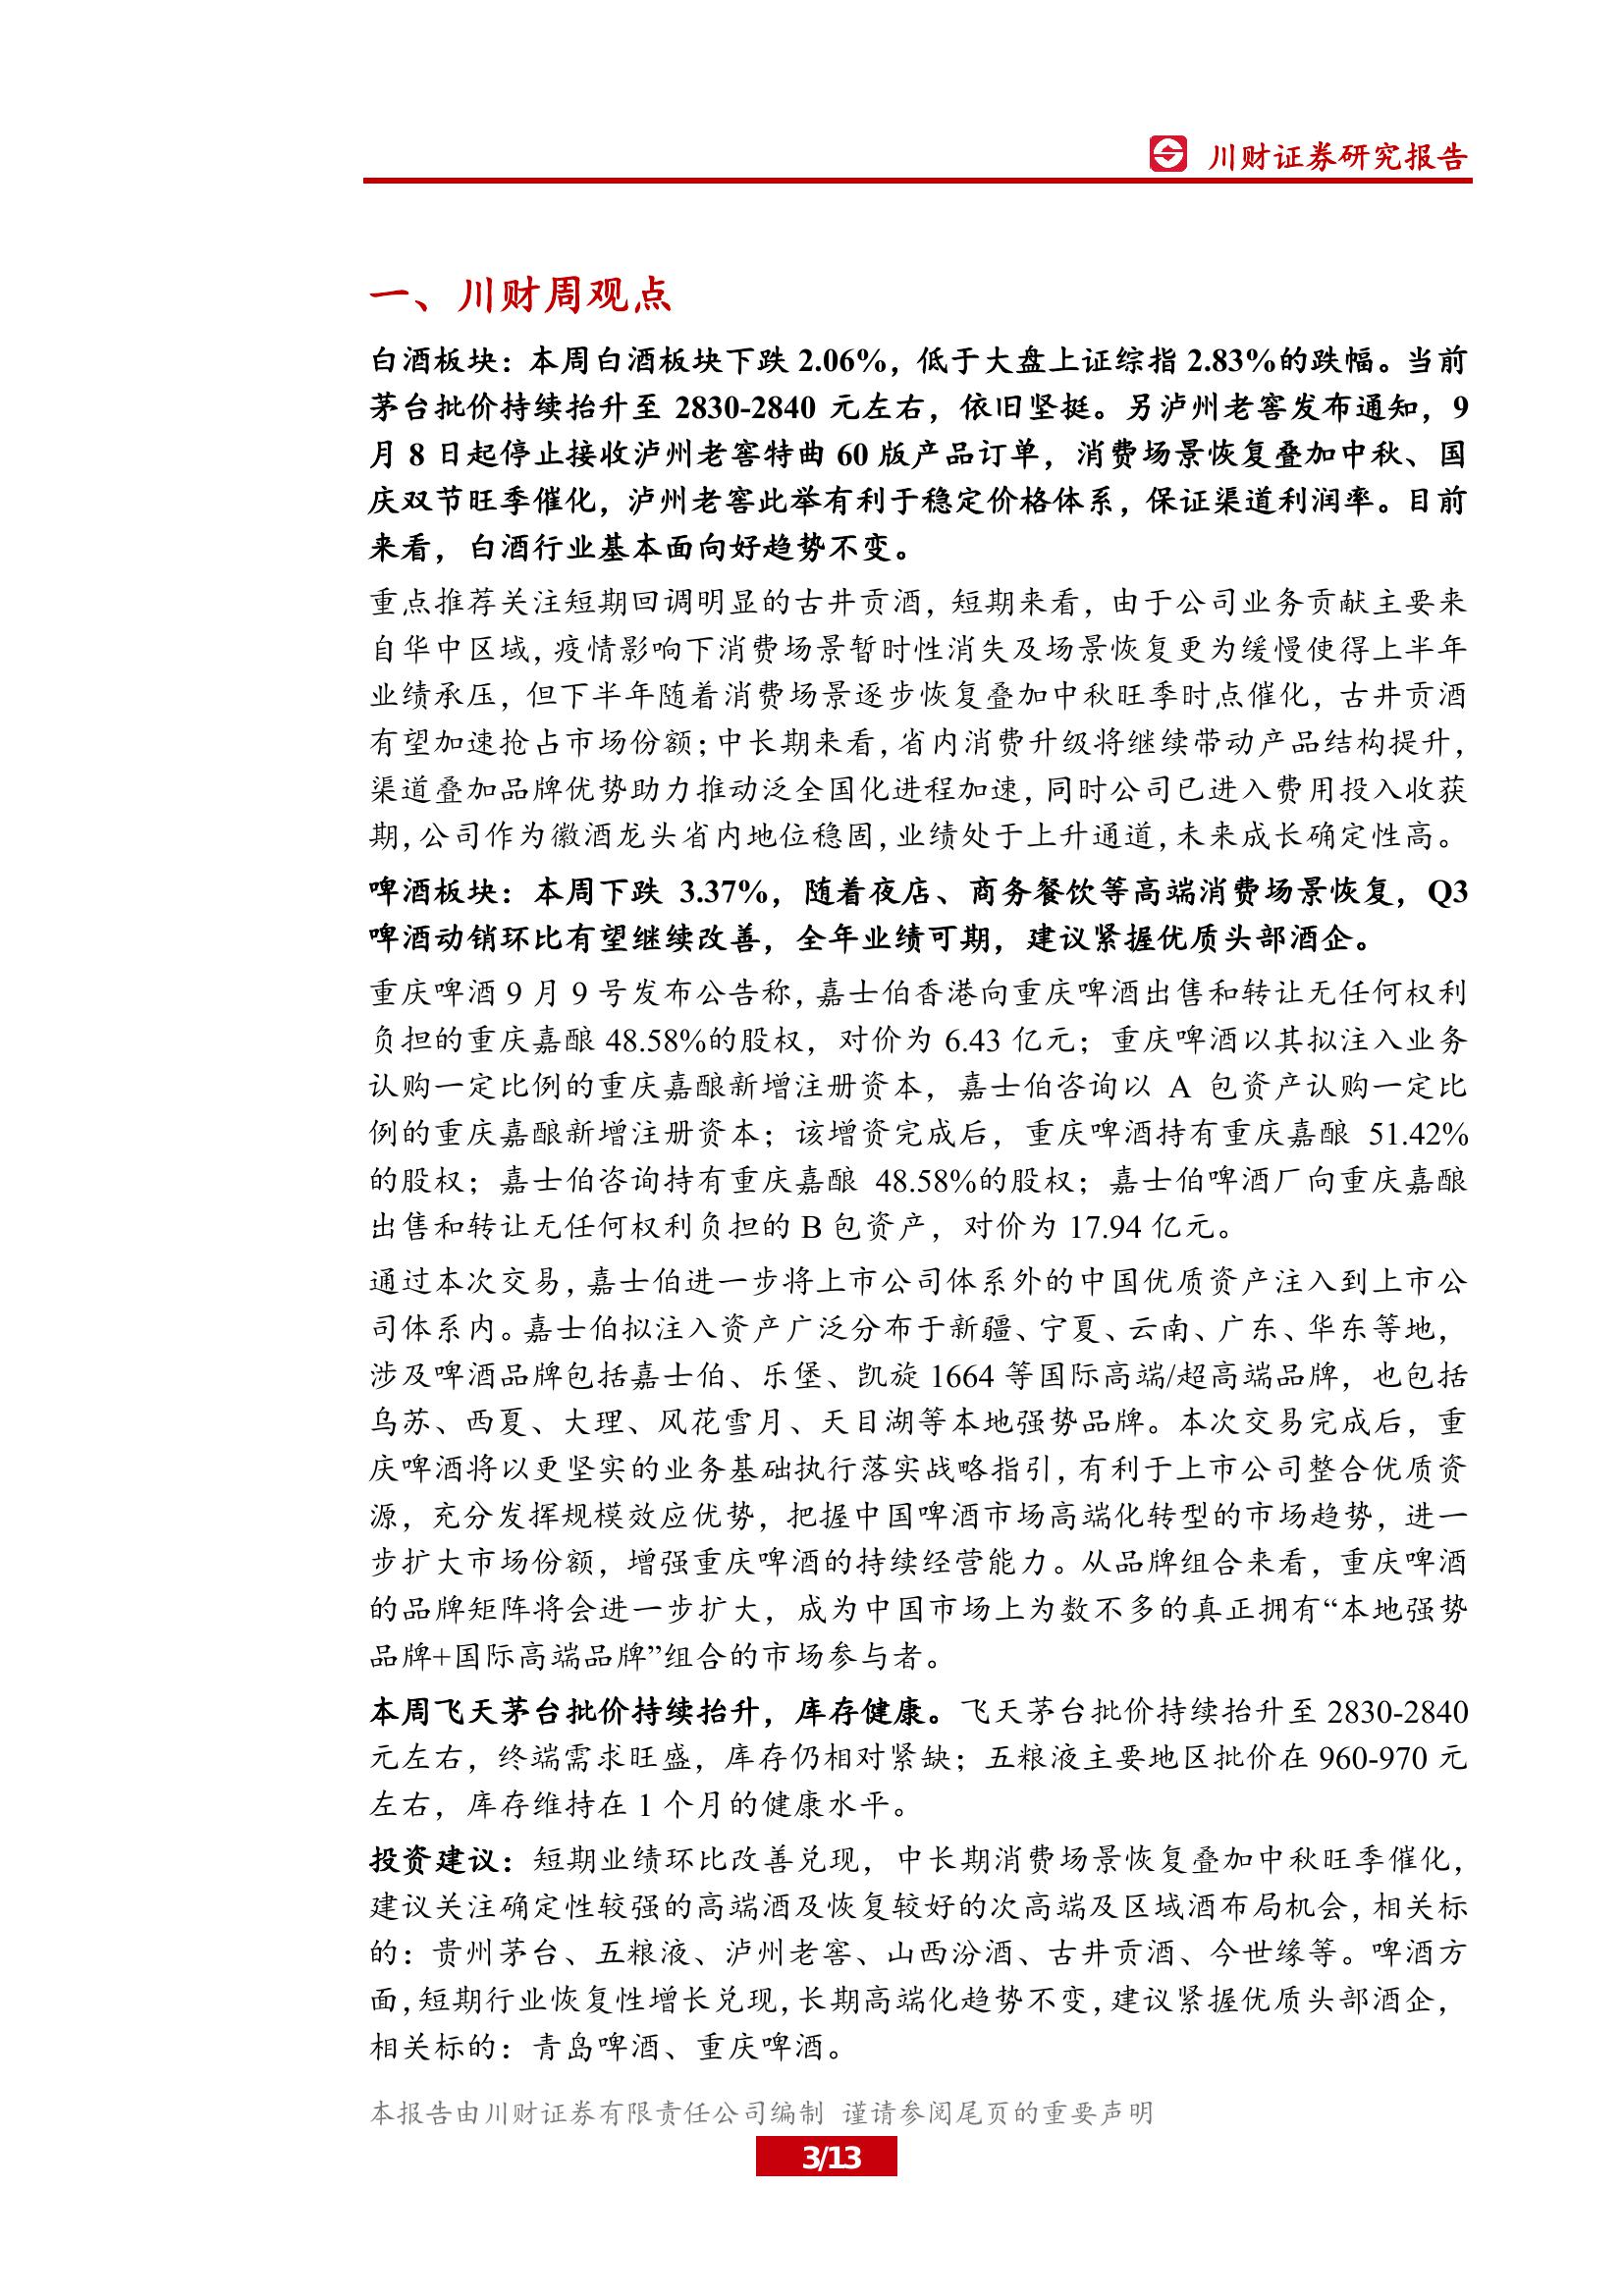 川财证券研究报告
一、川财周观点
白酒板块：本周白酒板块下跌 2.06%，低于大盘上证综指 2.83%的跌幅。当前
茅台批价持续抬升至 2830-2840 元左右，依旧坚挺。另泸州老窖发布通知，9
月 8 日起停止接收泸州老窖特曲 60 版产品订单，消费场景恢复叠加中秋、国
庆双节旺季催化，泸州老窖此举有利于稳定价格体系，保证渠道利润率。目前
来看，白酒行业基本面向好趋势不变。
重点推荐关注短期回调明显的古井贡酒，短期来看，由于公司业务贡献主要来
自华中区域，疫情影响下消费场景暂时性消失及场景恢复更为缓慢使得上半年
业绩承压，但下半年随着消费场景逐步恢复叠加中秋旺季时点催化，古井贡酒
有望加速抢占市场份额；中长期来看，省内消费升级将继续带动产品结构提升，
渠道叠加品牌优势助力推动泛全国化进程加速，同时公司已进入费用投入收获
期，公司作为徽酒龙头省内地位稳固，业绩处于上升通道，未来成长确定性高。
啤酒板块：本周下跌 3.37%，随着夜店、商务餐饮等高端消费场景恢复，Q3
啤酒动销环比有望继续改善，全年业绩可期，建议紧握优质头部酒企。
重庆啤酒 9 月 9 号发布公告称，嘉士伯香港向重庆啤酒出售和转让无任何权利
负担的重庆嘉酿 48.58%的股权，对价为 6.43 亿元；重庆啤酒以其拟注入业务
认购一定比例的重庆嘉酿新增注册资本，嘉士伯咨询以 A 包资产认购一定比
例的重庆嘉酿新增注册资本；该增资完成后，重庆啤酒持有重庆嘉酿 51.42%
的股权；嘉士伯咨询持有重庆嘉酿 48.58%的股权；嘉士伯啤酒厂向重庆嘉酿
出售和转让无任何权利负担的 B 包资产，对价为 17.94 亿元。
通过本次交易，嘉士伯进一步将上市公司体系外的中国优质资产注入到上市公
司体系内。嘉士伯拟注入资产广泛分布于新疆、宁夏、云南、广东、华东等地，
涉及啤酒品牌包括嘉士伯、乐堡、凯旋 1664 等国际高端/超高端品牌，也包括
乌苏、西夏、大理、风花雪月、天目湖等本地强势品牌。本次交易完成后，重
庆啤酒将以更坚实的业务基础执行落实战略指引，有利于上市公司整合优质资
源，充分发挥规模效应优势，把握中国啤酒市场高端化转型的市场趋势，进一
步扩大市场份额，增强重庆啤酒的持续经营能力。从品牌组合来看，重庆啤酒
的品牌矩阵将会进一步扩大，成为中国市场上为数不多的真正拥有“本地强势
品牌+国际高端品牌”组合的市场参与者。
本周飞天茅台批价持续抬升，库存健康。飞天茅台批价持续抬升至 2830-2840
元左右，终端需求旺盛，库存仍相对紧缺；五粮液主要地区批价在 960-970 元
左右，库存维持在 1 个月的健康水平。
投资建议：短期业绩环比改善兑现，中长期消费场景恢复叠加中秋旺季催化，
建议关注确定性较强的高端酒及恢复较好的次高端及区域酒布局机会，相关标
的：贵州茅台、五粮液、泸州老窖、山西汾酒、古井贡酒、今世缘等。啤酒方
面，短期行业恢复性增长兑现，长期高端化趋势不变，建议紧握优质头部酒企，
相关标的：青岛啤酒、重庆啤酒。
本报告由川财证券有限责任公司编制 谨请参阅尾页的重要声明
3/13